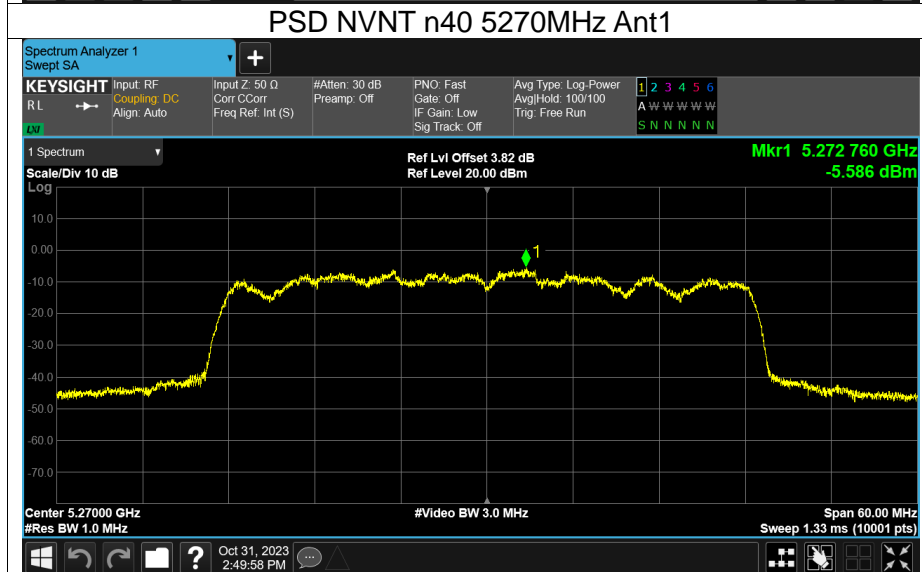 PSD NVNT n40 5270MHz Ant1
Spectrum Analyzer 1
Swept SA
KEYSIGHT
R L
LXI
Input: RF
Coupling: DC
Align: Auto
Input Z: 50 Ω
Corr CCorr
Freq Ref: Int (S)
#Atten: 30 dB
Preamp: Off
PNO: Fast
Gate: Off
IF Gain: Low
Sig Track: Off
Avg Type: Log-Power
Avg|Hold: 100/100
Trig: Free Run
1 2 3 4 5 6
A W W W W W
S N N N N N
1 Spectrum
Scale/Div 10 dB
Ref Lvl Offset 3.82 dB
Ref Level 20.00 dBm
Mkr1 5.272 760 GHz
-5.586 dBm
Log
10.0
0.00
-10.0
-20.0
-30.0
-40.0
-50.0
-60.0
-70.0
1
Center 5.27000 GHz
#Res BW 1.0 MHz
#Video BW 3.0 MHz
Span 60.00 MHz
Sweep 1.33 ms (10001 pts)
?
Oct 31, 2023
2:49:58 PM